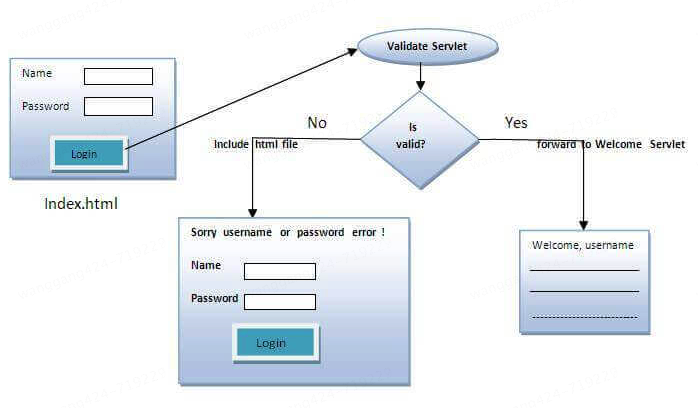 Validate Servlet
Name
Password
Login
Index.html
Is
valid?
No
Yes
Include html file
forward to Welcome Servlet
Sorry username or password error !
Name
Password
Login
Welcome, username